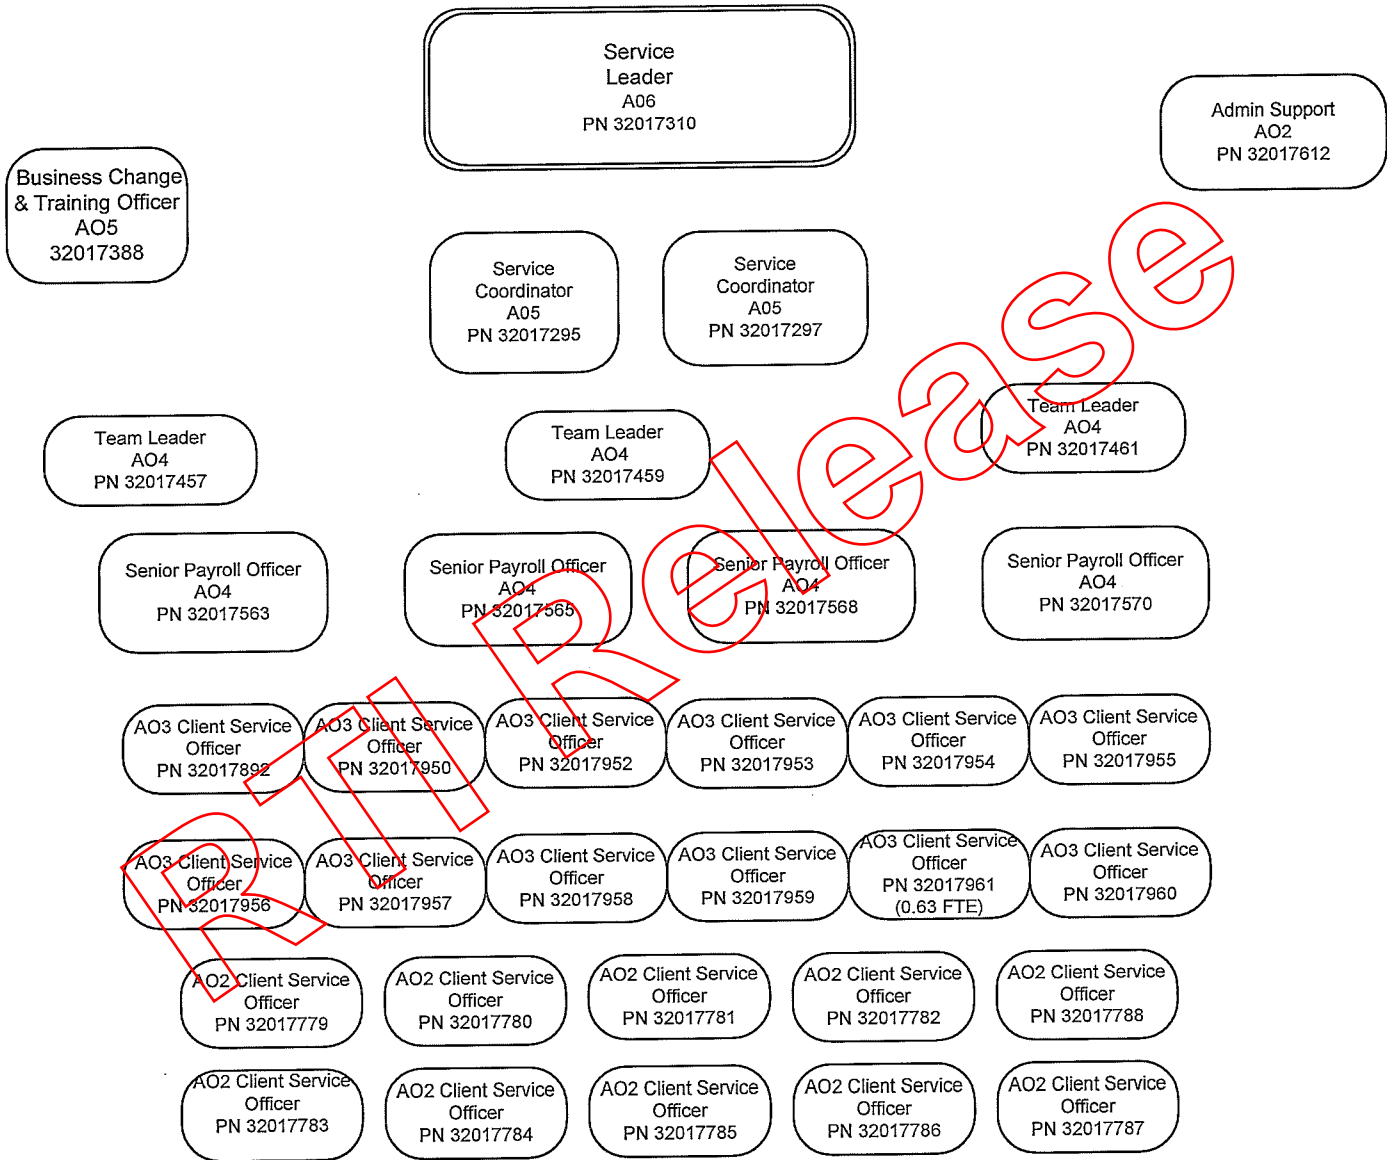 Service
Leader
A06
PN 32017310
Admin Support
AO2
PN 32017612
Business Change
& Training Officer
AO5
32017388
Service
Coordinator
A05
PN 32017295
Service
Coordinator
A05
PN 32017297
Team Leader
AO4
PN 32017457
Team Leader
AO4
PN 32017459
Team Leader
AO4
PN 32017461
Senior Payroll Officer
AO4
PN 32017563
Senior Payroll Officer
AO4
PN 32017565
Senior Payroll Officer
AO4
PN 32017568
Senior Payroll Officer
AO4
PN 32017570
AO3 Client Service
Officer
PN 32017892
AO3 Client Service
Officer
PN 32017950
AO3 Client Service
Officer
PN 32017952
AO3 Client Service
Officer
PN 32017953
AO3 Client Service
Officer
PN 32017954
AO3 Client Service
Officer
PN 32017955
AO3 Client Service
Officer
PN 32017956
AO3 Client Service
Officer
PN 32017957
AO3 Client Service
Officer
PN 32017958
AO3 Client Service
Officer
PN 32017959
AO3 Client Service
Officer
PN 32017961
(0.63 FTE)
AO3 Client Service
Officer
PN 32017960
AO2 Client Service
Officer
PN 32017779
AO2 Client Service
Officer
PN 32017780
AO2 Client Service
Officer
PN 32017781
AO2 Client Service
Officer
PN 32017782
AO2 Client Service
Officer
PN 32017788
AO2 Client Service
Officer
PN 32017783
AO2 Client Service
Officer
PN 32017784
AO2 Client Service
Officer
PN 32017785
AO2 Client Service
Officer
PN 32017786
AO2 Client Service
Officer
PN 32017787
RTI Release